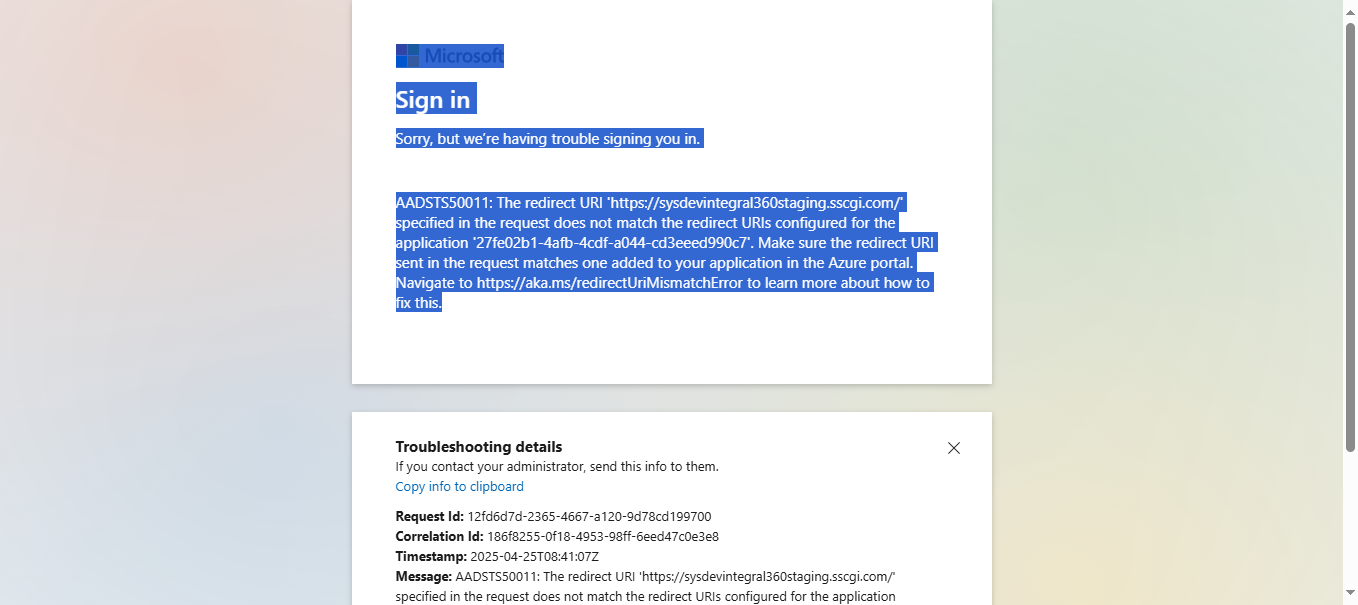 Microsoft
Sign in
Sorry, but we’re having trouble signing you in.
AADSTS50011: The redirect URI 'https://sysdevintegral360staging.sscgi.com/'
specified in the request does not match the redirect URIs configured for the
application '27fe02b1-4afb-4cdf-a044-cd3eeed990c7'. Make sure the redirect URI
sent in the request matches one added to your application in the Azure portal.
Navigate to https://aka.ms/redirectUriMismatchError to learn more about how to
fix this.
Troubleshooting details
If you contact your administrator, send this info to them.
Copy info to clipboard
Request Id: 12fd6d7d-2365-4667-a120-9d78cd199700
Correlation Id: 186f8255-0f18-4953-98ff-6eed47c0e3e8
Timestamp: 2025-04-25T08:41:07Z
Message: AADSTS50011: The redirect URI 'https://sysdevintegral360staging.sscgi.com/'
specified in the request does not match the redirect URIs configured for the application